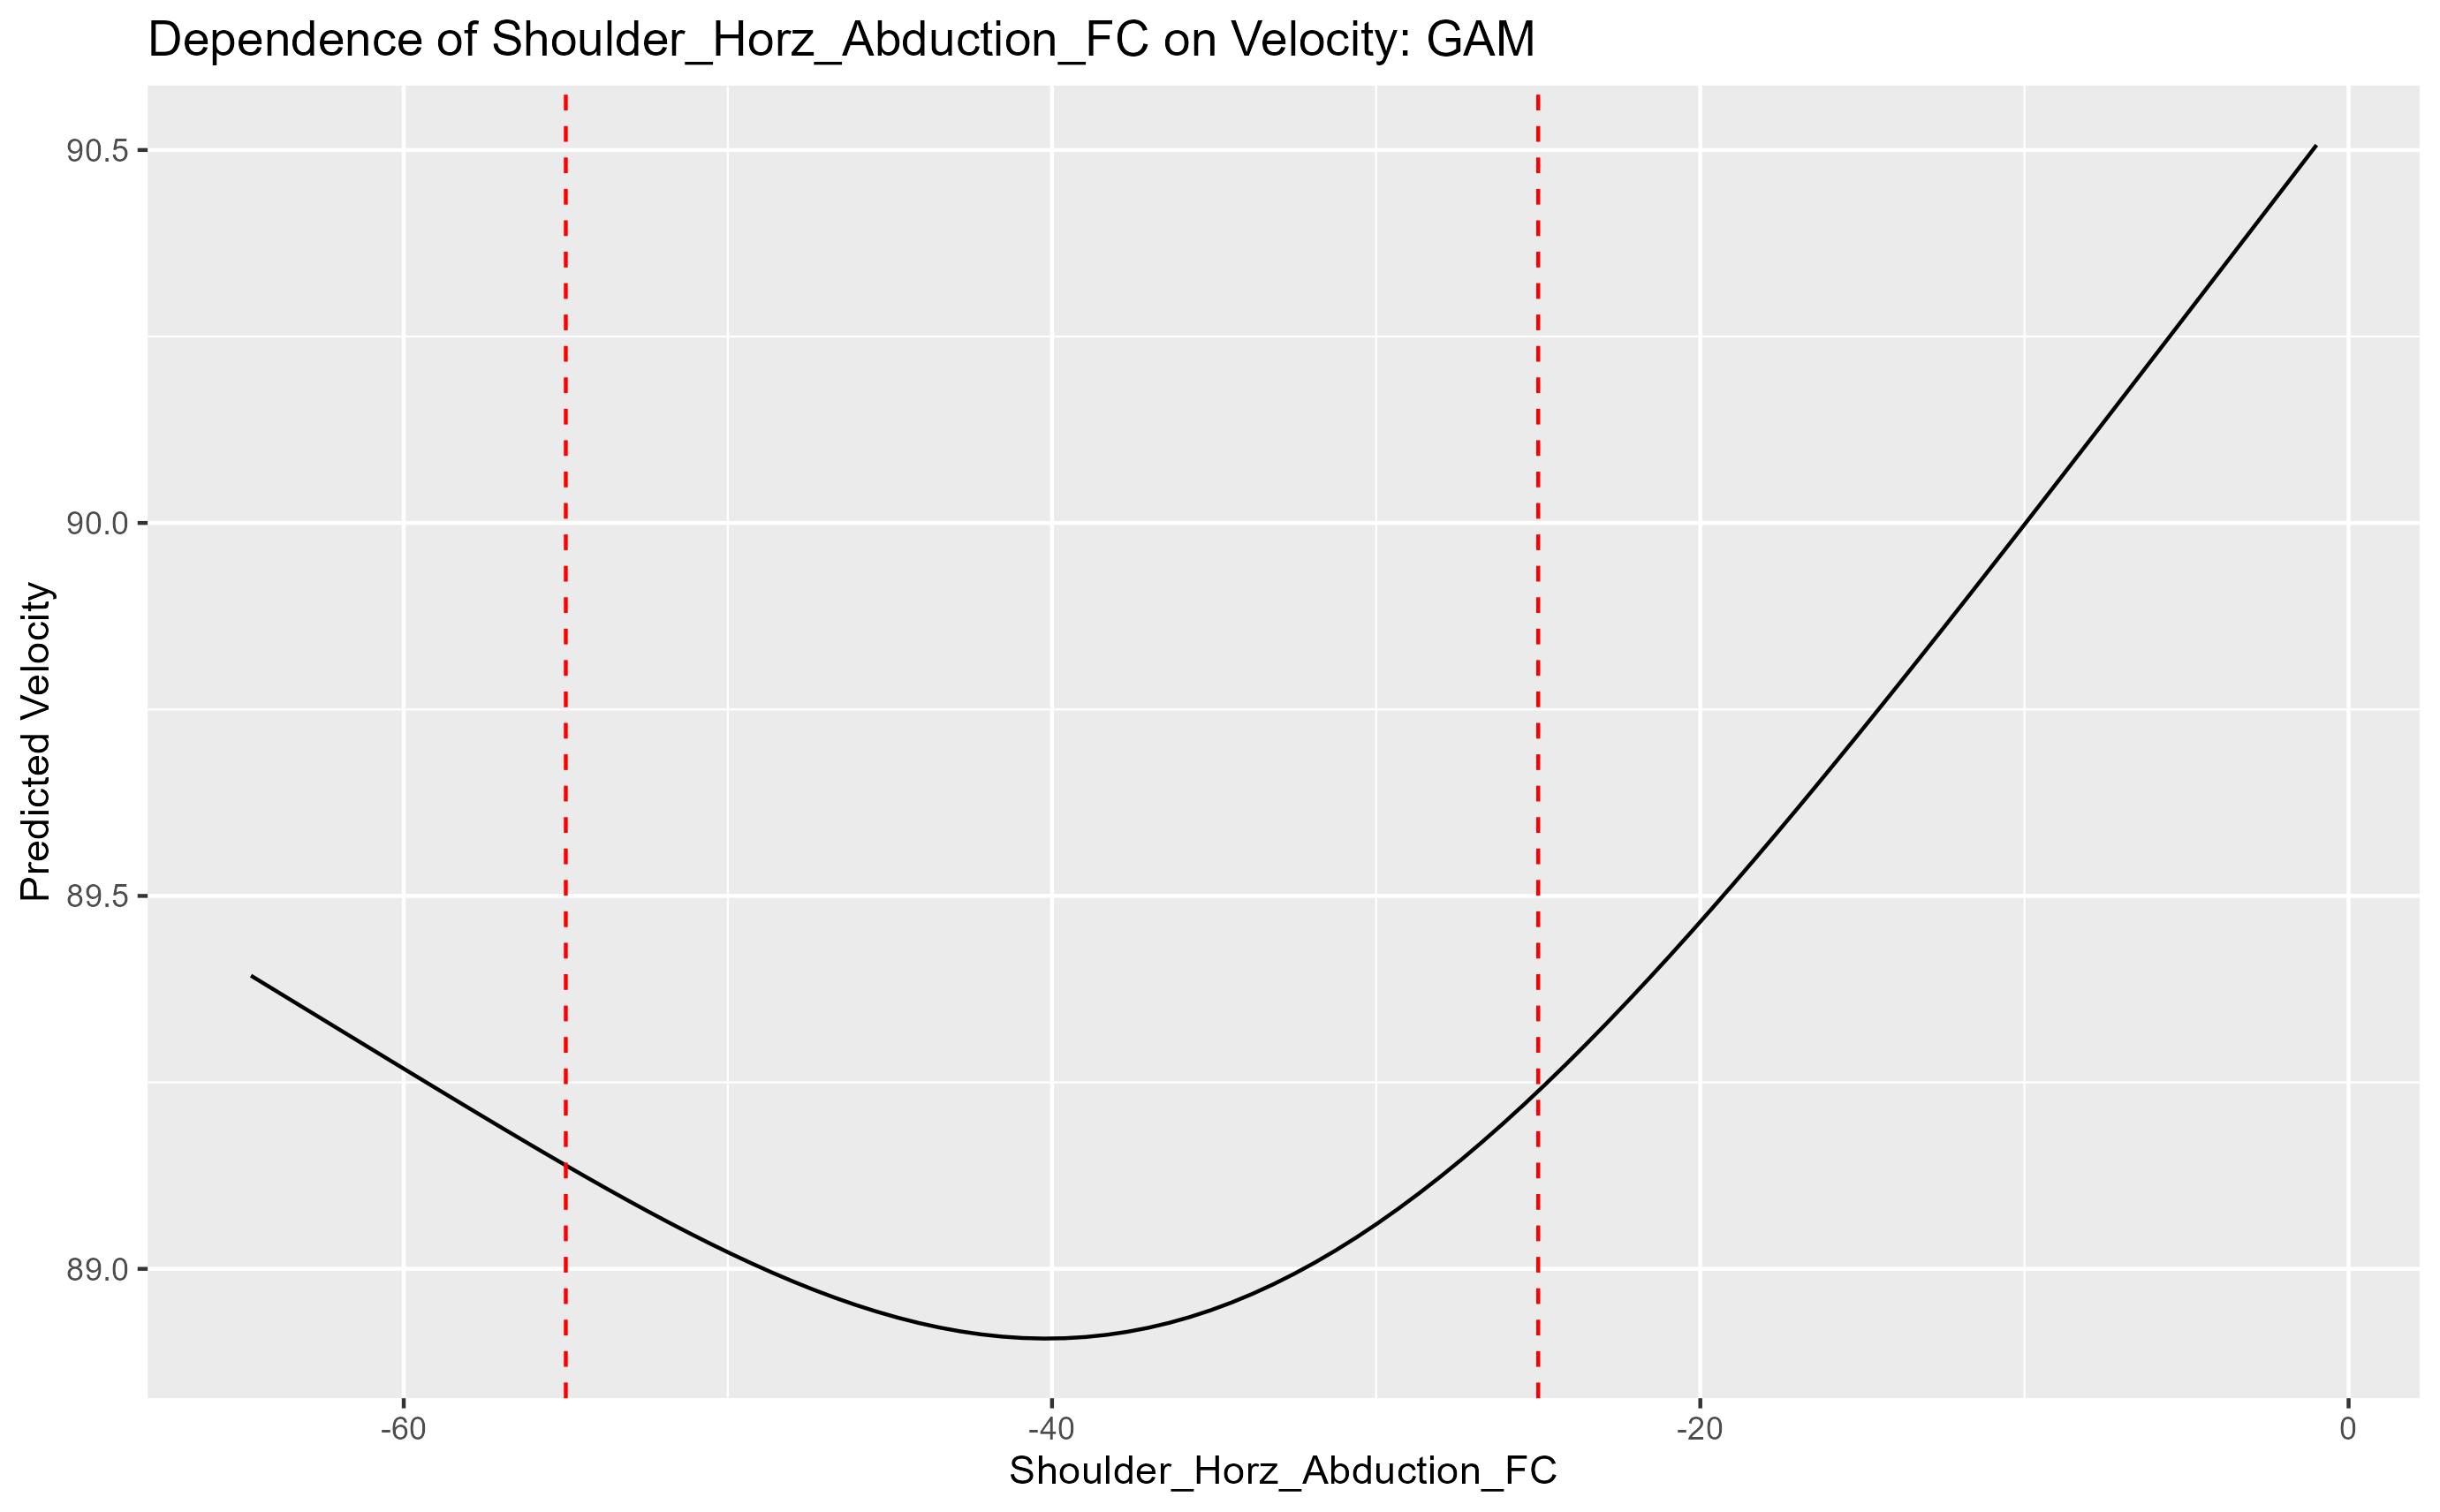 Dependence of Shoulder_Horz_Abduction_FC on Velocity: GAM
Predicted Velocity
90.5
90.0
89.5
89.0
-60
-40
-20
0
Shoulder_Horz_Abduction_FC